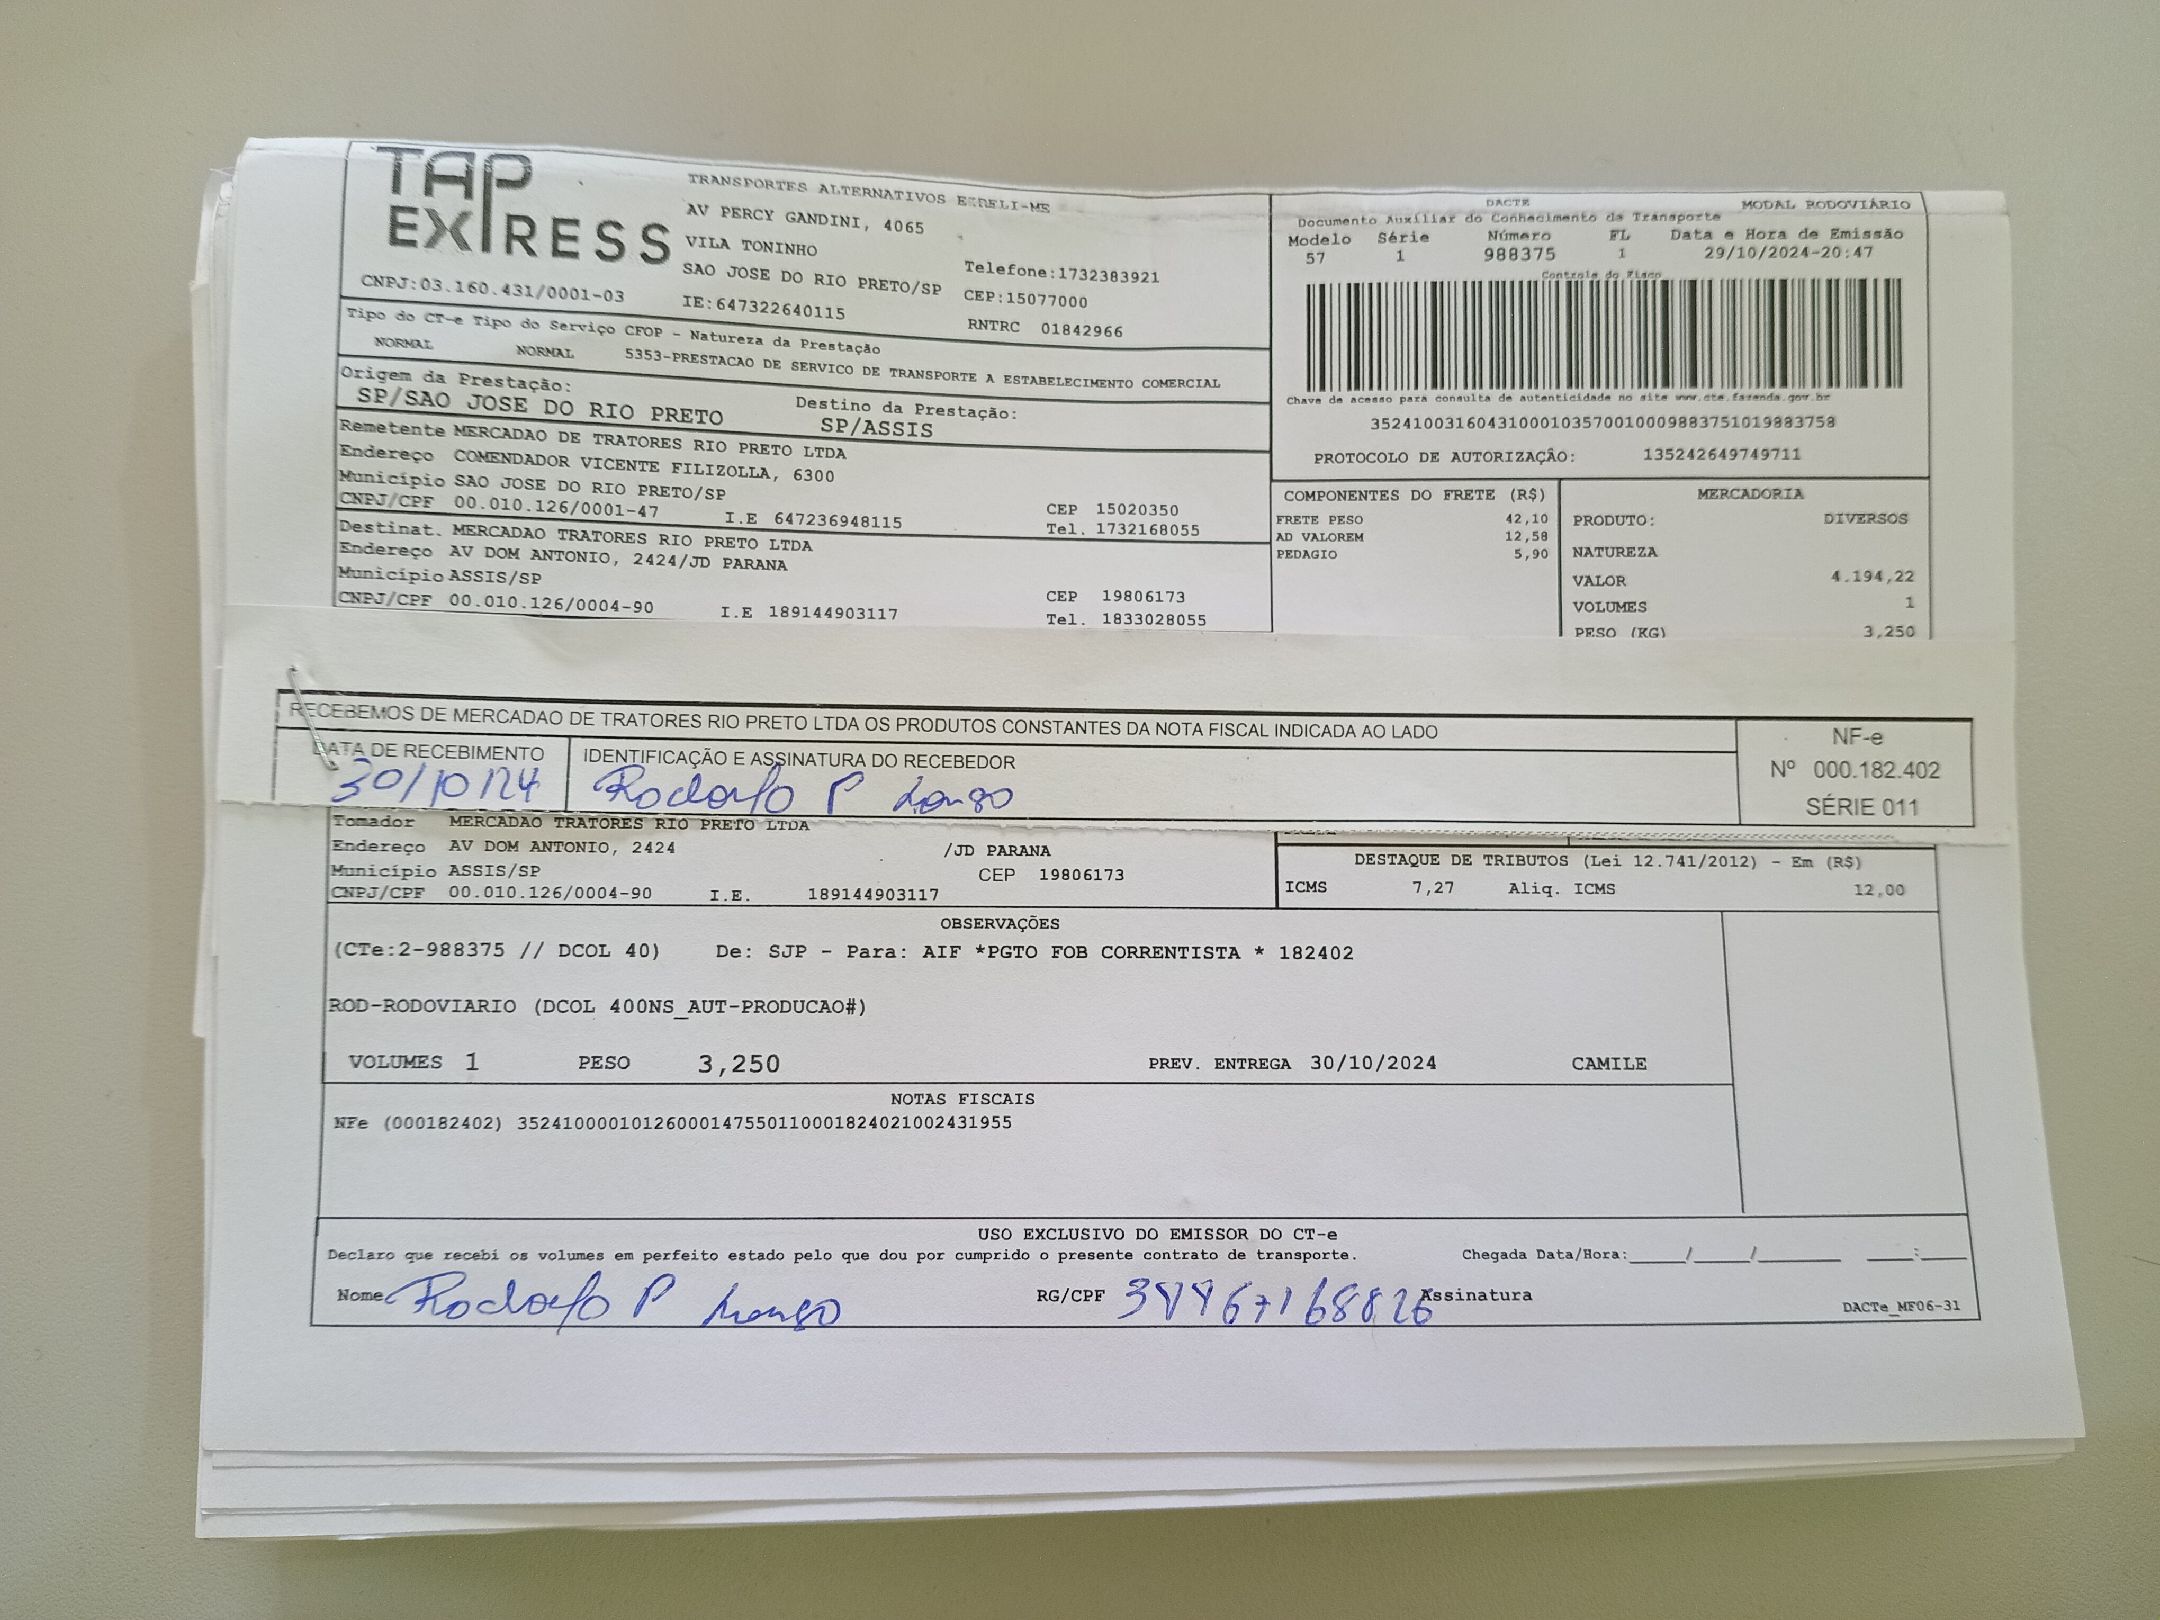 TAP
EXPRESS
TRANSPORTES ALTERNATIVOS EIRELI-ME
AV PERCY GANDINI, 4065
VILA TONINHO
SAO JOSE DO RIO PRETO/SP
Telefone:1732383921
CEP:15077000
CNPJ:03.160.431/0001-03
IE:647322640115
RNTRC 01842966
DACTE
MODAL RODOVIÁRIO
Documento Auxiliar do Conhecimento de Transporte
Modelo Série Número FL Data e Hora de Emissão
57 1 988375 1 29/10/2024-20:47
Controle do Fisco
Chave de acesso para consulta de autenticidade no site www.cte.fazenda.gov.br
35241003160431000103570010009883751019883758
PROTOCOLO DE AUTORIZAÇÃO: 135242649749711
Tipo do CT-e Tipo do Serviço CFOP - Natureza da Prestação
NORMAL NORMAL 5353-PRESTACAO DE SERVICO DE TRANSPORTE A ESTABELECIMENTO COMERCIAL
Origem da Prestação: Destino da Prestação:
SP/SAO JOSE DO RIO PRETO SP/ASSIS
Remetente MERCADAO DE TRATORES RIO PRETO LTDA
Endereço COMENDADOR VICENTE FILIZOLLA, 6300
Município SAO JOSE DO RIO PRETO/SP CEP 15020350
CNPJ/CPF 00.010.126/0001-47 I.E 647236948115 Tel. 1732168055
Destinat. MERCADAO TRATORES RIO PRETO LTDA
Endereço AV DOM ANTONIO, 2424/JD PARANA
Município ASSIS/SP CEP 19806173
CNPJ/CPF 00.010.126/0004-90 I.E 189144903117 Tel. 1833028055
COMPONENTES DO FRETE (R$)
FRETE PESO 42,10
AD VALOREM 12,58
PEDAGIO 5,90
MERCADORIA
PRODUTO: DIVERSOS
NATUREZA
VALOR 4.194,22
VOLUMES 1
PESO (KG) 3,250
RECEBEMOS DE MERCADAO DE TRATORES RIO PRETO LTDA OS PRODUTOS CONSTANTES DA NOTA FISCAL INDICADA AO LADO
DATA DE RECEBIMENTO IDENTIFICAÇÃO E ASSINATURA DO RECEBEDOR
30/10/24 Rodolfo P Longo
NF-e
Nº 000.182.402
SÉRIE 011
Tomador MERCADAO TRATORES RIO PRETO LTDA
Endereço AV DOM ANTONIO, 2424 /JD PARANA
Município ASSIS/SP CEP 19806173
CNPJ/CPF 00.010.126/0004-90 I.E. 189144903117
DESTAQUE DE TRIBUTOS (Lei 12.741/2012) - Em (R$)
ICMS 7,27 Aliq. ICMS 12,00
OBSERVAÇÕES
(CTe:2-988375 // DCOL 40) De: SJP - Para: AIF *PGTO FOB CORRENTISTA * 182402
ROD-RODOVIARIO (DCOL 400NS_AUT-PRODUCAO#)
VOLUMES 1 PESO 3,250 PREV. ENTREGA 30/10/2024 CAMILE
NOTAS FISCAIS
NFe (000182402) 35241000010126000147550110001824021002431955
USO EXCLUSIVO DO EMISSOR DO CT-e
Declaro que recebi os volumes em perfeito estado pelo que dou por cumprido o presente contrato de transporte. Chegada Data/Hora:____/____/______ ___:___
Nome Rodolfo P Longo RG/CPF Assinatura
DACTe_MF06-31